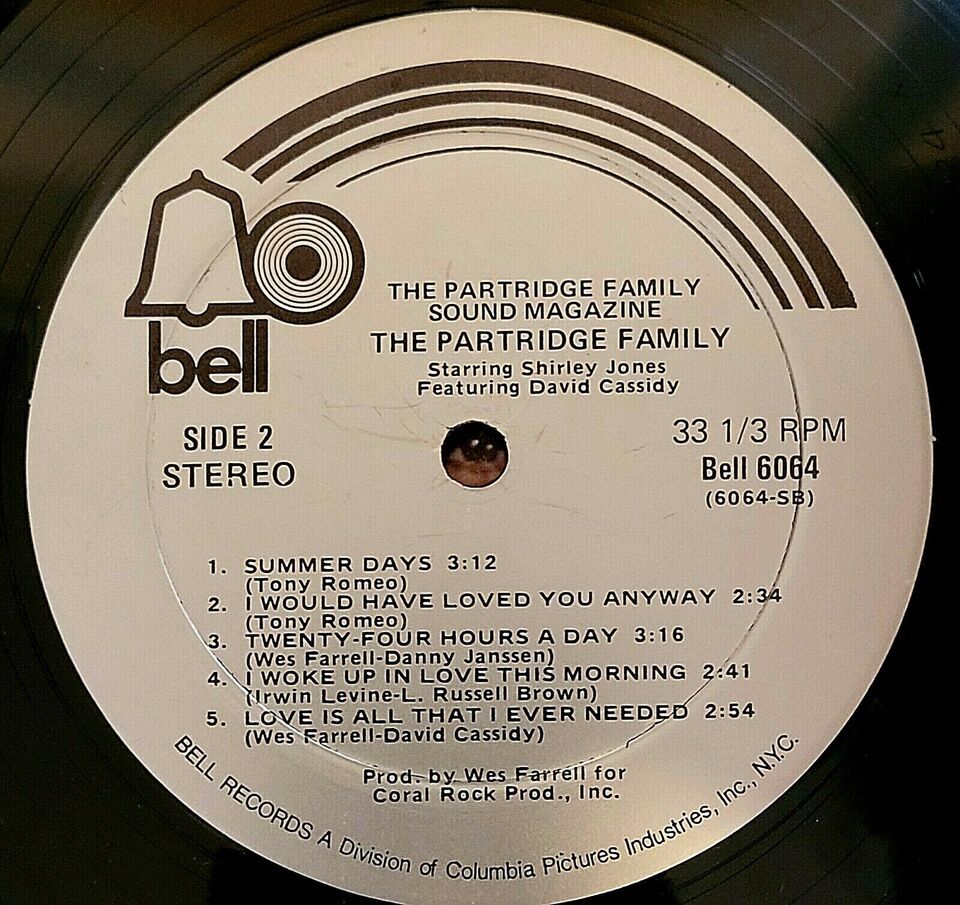 bell
THE PARTRIDGE FAMILY
SOUND MAGAZINE
THE PARTRIDGE FAMILY
Starring Shirley Jones
Featuring David Cassidy
SIDE 2
STEREO
33 1/3 RPM
Bell 6064
(6064-SB)
1. SUMMER DAYS 3:12
(Tony Romeo)
2. I WOULD HAVE LOVED YOU ANYWAY 2:34
(Tony Romeo)
3. TWENTY-FOUR HOURS A DAY 3:16
(Wes Farrell-Danny Janssen)
4. I WOKE UP IN LOVE THIS MORNING 2:41
(Irwin Levine-L. Russell Brown)
5. LOVE IS ALL THAT I EVER NEEDED 2:54
(Wes Farrell-David Cassidy)
Prod. by Wes Farrell for
Coral Rock Prod., Inc.
BELL RECORDS A Division of Columbia Pictures Industries, Inc., N.Y.C.